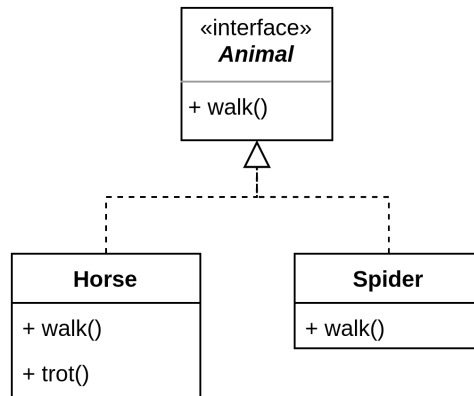 «interface»
Animal
+ walk()
Horse
+ walk()
+ trot()
Spider
+ walk()